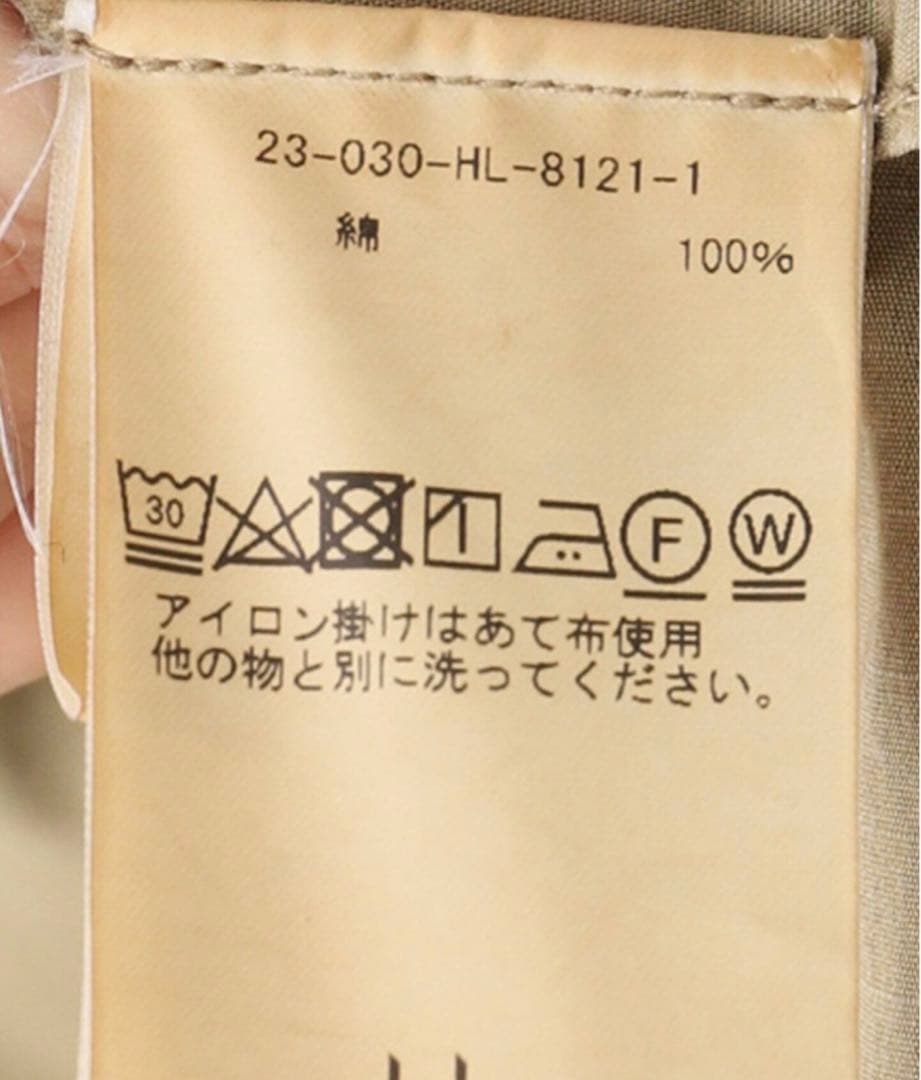 23-030-HL-8121-1
綿 100%
30 F W
アイロン掛けはあて布使用
他の物と別に洗ってください。